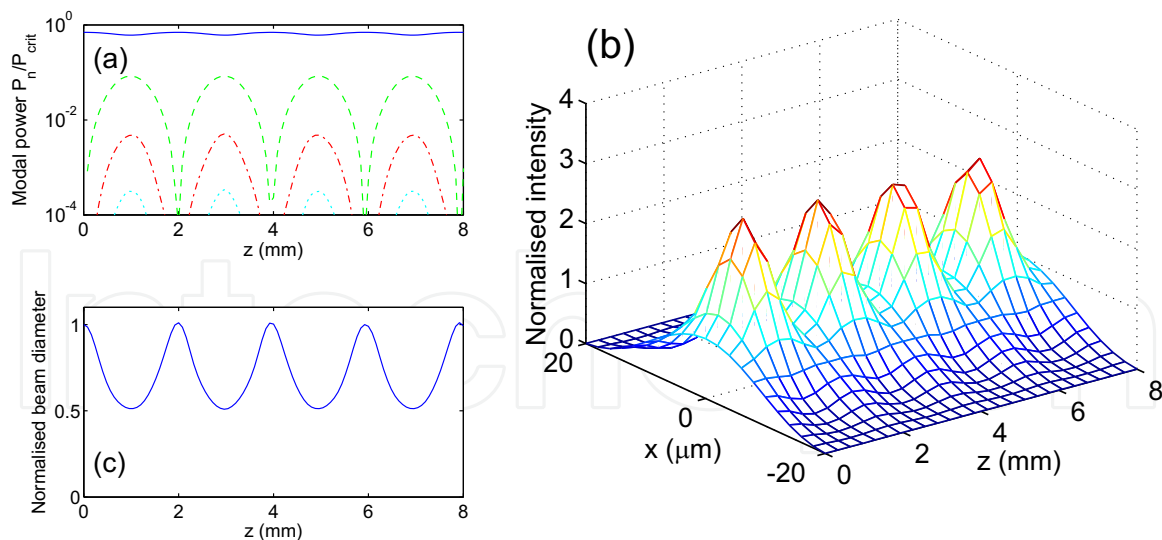 (a)
Modal power P_n/P_crit
10^0
10^-2
10^-4
0 2 4 6 8
z (mm)
(b)
Normalised intensity
4
3
2
1
0
20
0
-20
x (μm)
0
2
4
6
8
z (mm)
(c)
Normalised beam diameter
1
0.5
0
0 2 4 6 8
z (mm)